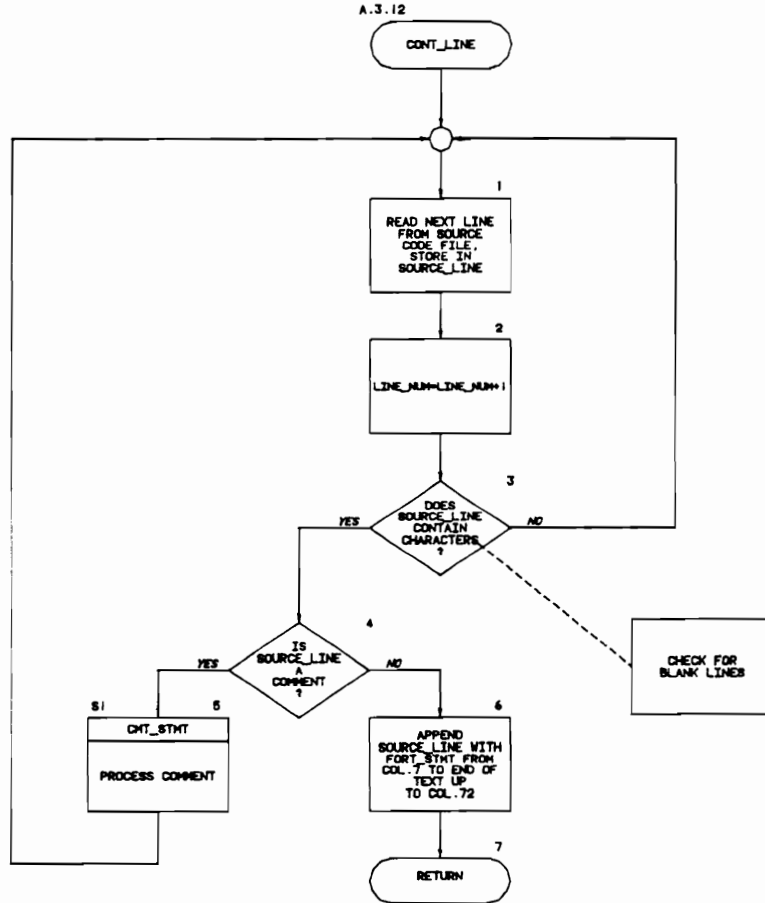 A.3.12
CONT_LINE
1
READ NEXT LINE
FROM SOURCE
CODE FILE,
STORE IN
SOURCE_LINE
2
LINE_NUM=LINE_NUM+1
3
DOES
SOURCE_LINE
CONTAIN
CHARACTERS
?
YES
NO
4
IS
SOURCE_LINE
A
COMMENT
?
YES
NO
CHECK FOR
BLANK LINES
S1
5
CMT_STMT
PROCESS COMMENT
6
APPEND
SOURCE_LINE WITH
FORT_STMT FROM
COL.7 TO END OF
TEXT UP
TO COL.72
7
RETURN